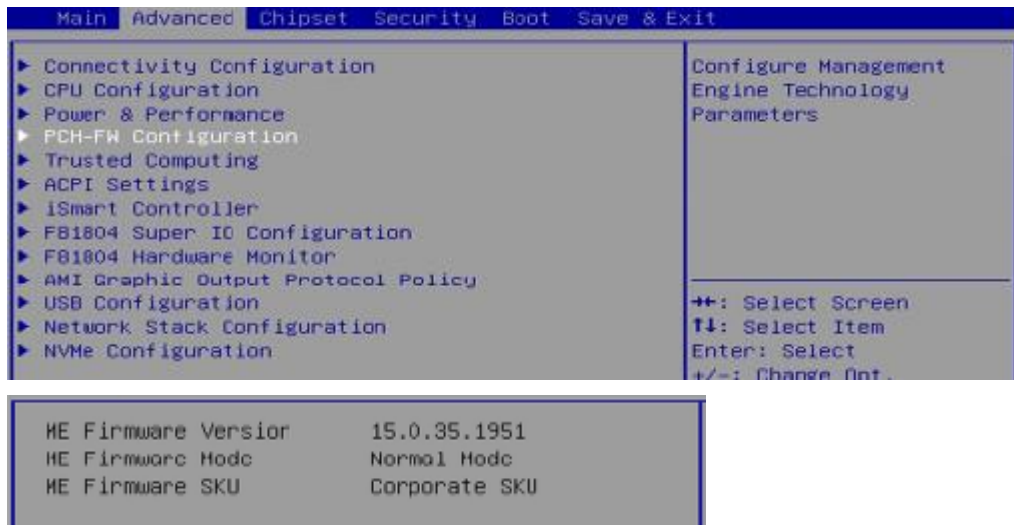 Main Advanced Chipset Security Boot Save & Exit
▶ Connectivity Configuration
▶ CPU Configuration
▶ Power & Performance
▶ PCH-FW Configuration
▶ Trusted Computing
▶ ACPI Settings
▶ iSmart Controller
▶ F81804 Super IO Configuration
▶ F81804 Hardware Monitor
▶ AMI Graphic Output Protocol Policy
▶ USB Configuration
▶ Network Stack Configuration
▶ NVMe Configuration
Configure Management
Engine Technology
Parameters
→←: Select Screen
↑↓: Select Item
Enter: Select
+/-: Change Opt.
ME Firmware Version 15.0.35.1951
ME Firmware Mode Normal Mode
ME Firmware SKU Corporate SKU